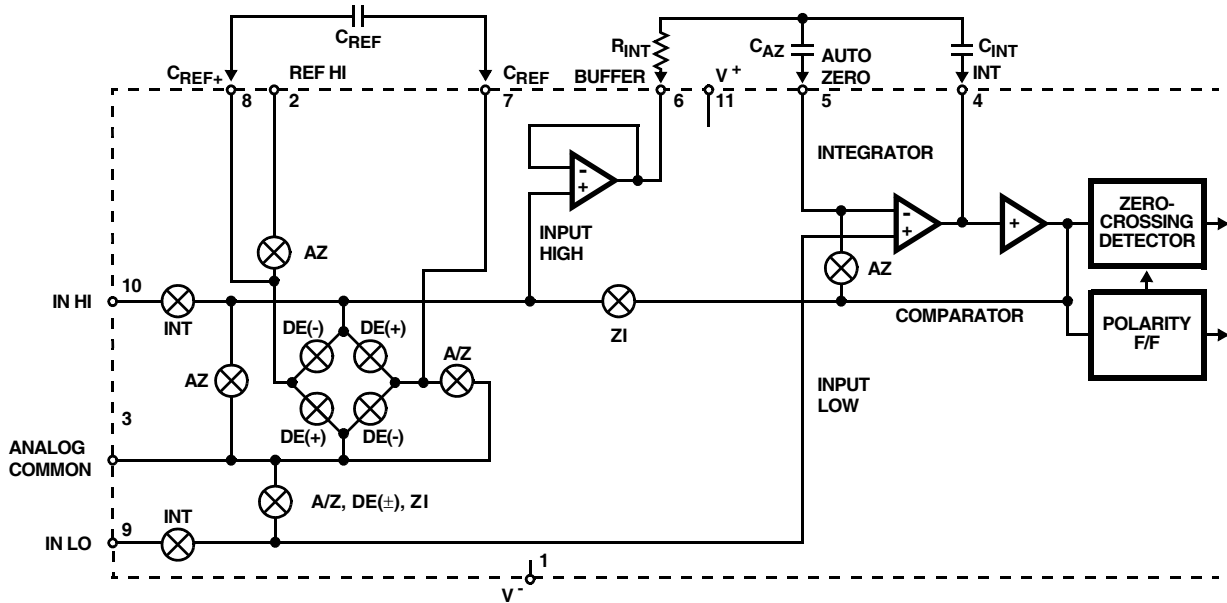 CREF
CREF+
REF HI
CREF
8
2
7
RINT
BUFFER
6
V+
11
CAZ
AUTO
ZERO
5
CINT
INT
4
INTEGRATOR
-
+
INPUT
HIGH
-
+
+
ZERO-
CROSSING
DETECTOR
AZ
AZ
10
IN HI
INT
ZI
COMPARATOR
POLARITY
F/F
DE(-)
DE(+)
A/Z
AZ
INPUT
LOW
DE(+)
DE(-)
3
ANALOG
COMMON
A/Z, DE(±), ZI
INT
9
IN LO
1
V-